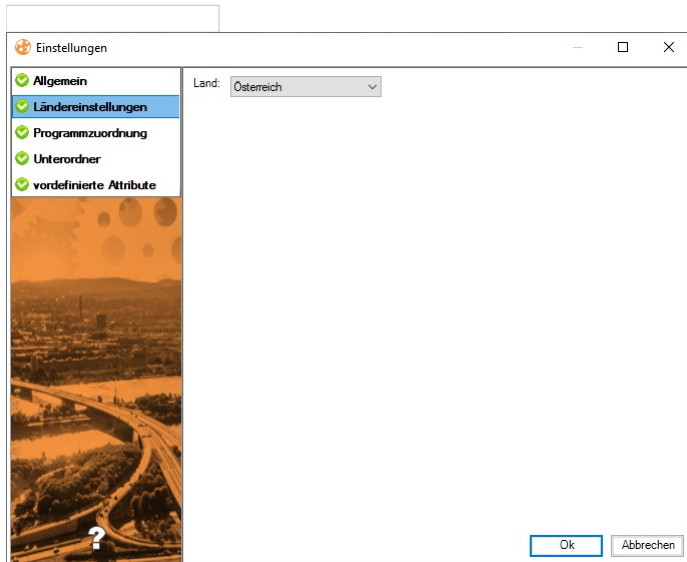 Einstellungen
Allgemein
Ländereinstellungen
Programmzuordnung
Unterordner
vordefinierte Attribute
Land: Österreich
?
Ok Abbrechen